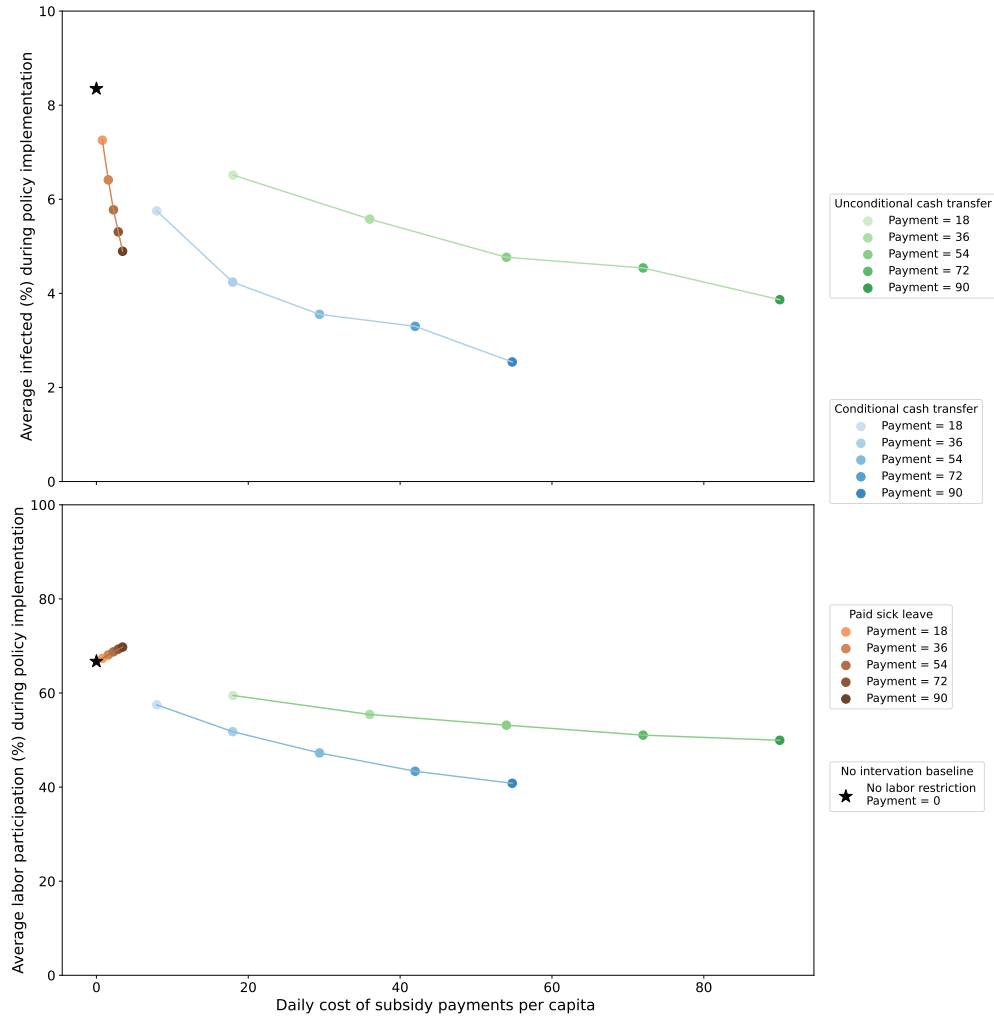 10
8
6
4
2
0
Average infected (%) during policy implementation
100
80
60
40
20
0
Average labor participation (%) during policy implementation
0
20
40
60
80
Daily cost of subsidy payments per capita
Unconditional cash transfer
Payment = 18
Payment = 36
Payment = 54
Payment = 72
Payment = 90
Conditional cash transfer
Payment = 18
Payment = 36
Payment = 54
Payment = 72
Payment = 90
Paid sick leave
Payment = 18
Payment = 36
Payment = 54
Payment = 72
Payment = 90
No intervation baseline
No labor restriction
Payment = 0